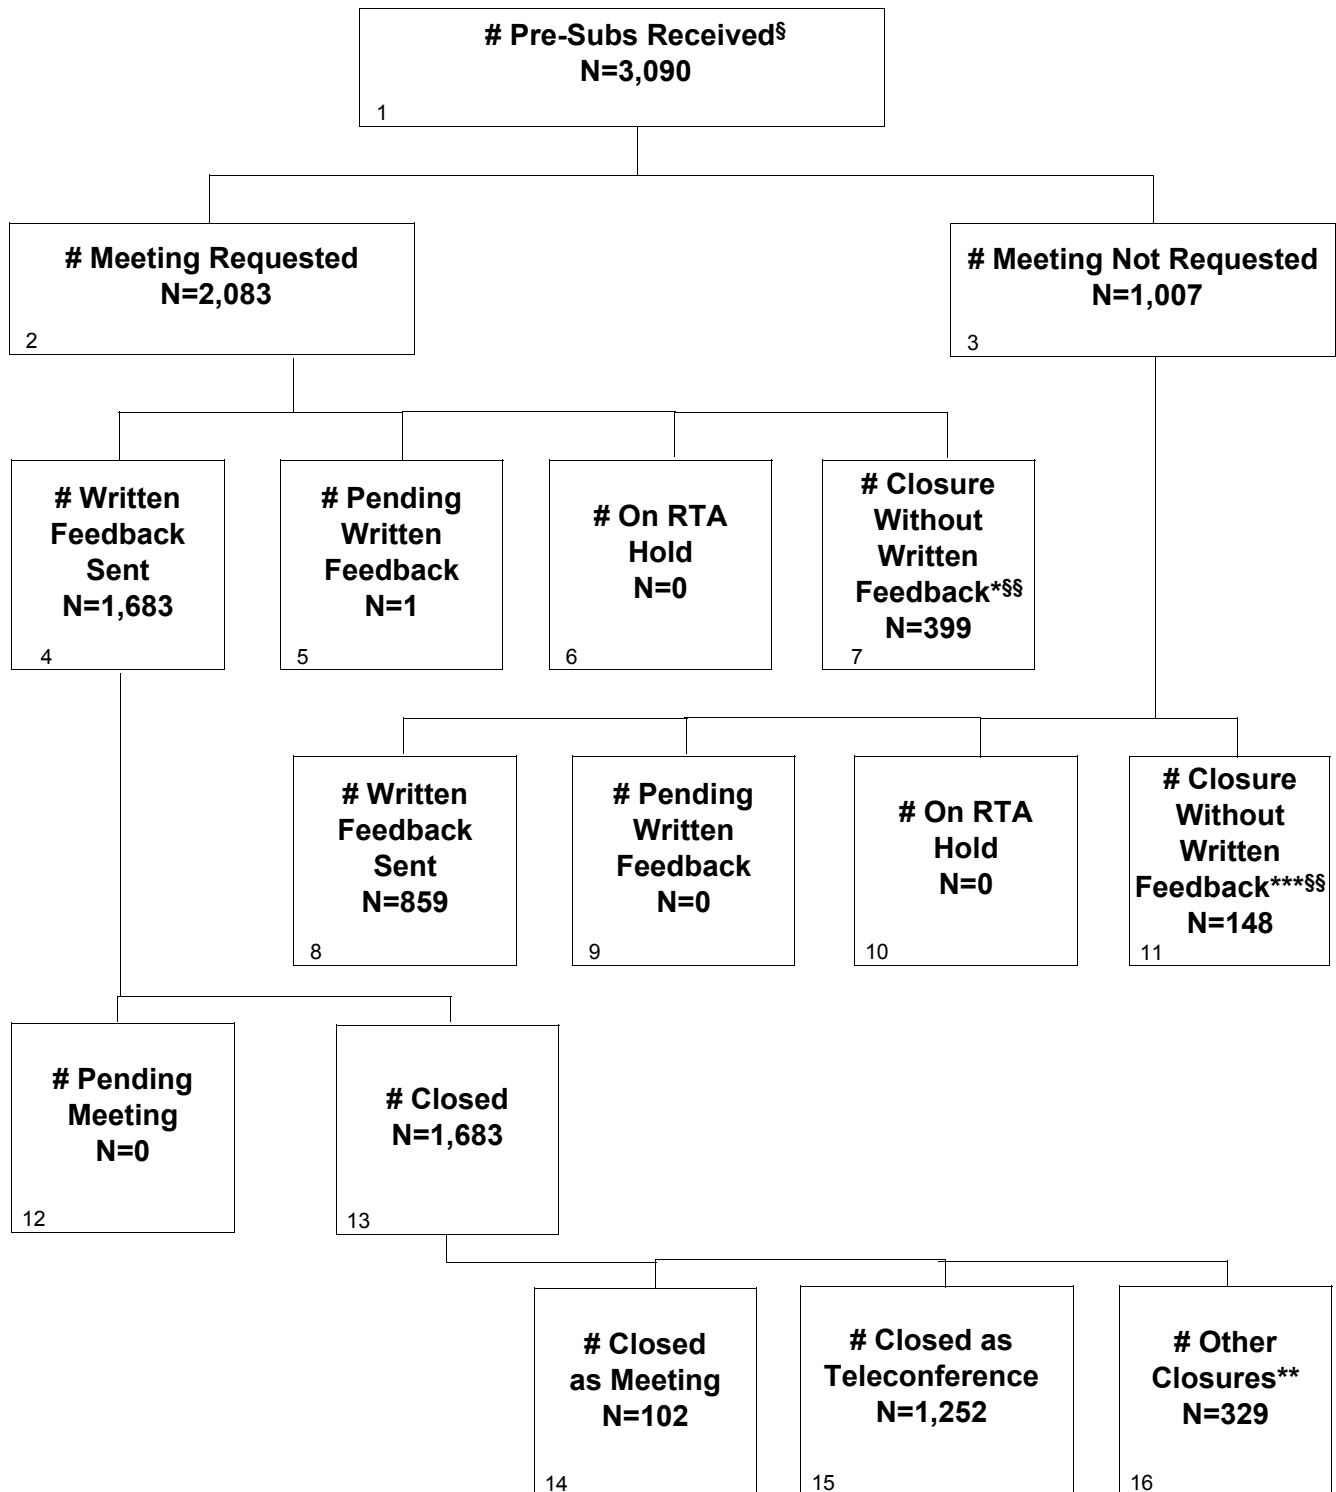 # Pre-Subs Received§
N=3,090
1
# Meeting Requested
N=2,083
2
# Meeting Not Requested
N=1,007
3
# Written
Feedback
Sent
N=1,683
4
# Pending
Written
Feedback
N=1
5
# On RTA
Hold
N=0
6
# Closure
Without
Written
Feedback*§§
N=399
7
# Written
Feedback
Sent
N=859
8
# Pending
Written
Feedback
N=0
9
# On RTA
Hold
N=0
10
# Closure
Without
Written
Feedback***§§
N=148
11
# Pending
Meeting
N=0
12
# Closed
N=1,683
13
# Closed
as Meeting
N=102
14
# Closed as
Teleconference
N=1,252
15
# Other
Closures**
N=329
16